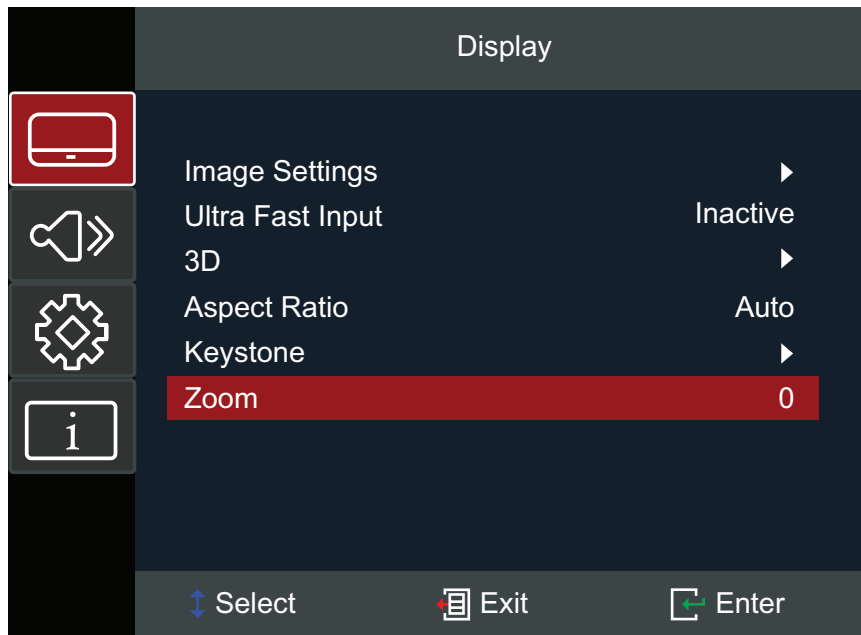 Display
Image Settings
Ultra Fast Input Inactive
3D
Aspect Ratio Auto
Keystone
Zoom 0
i
Select Exit Enter